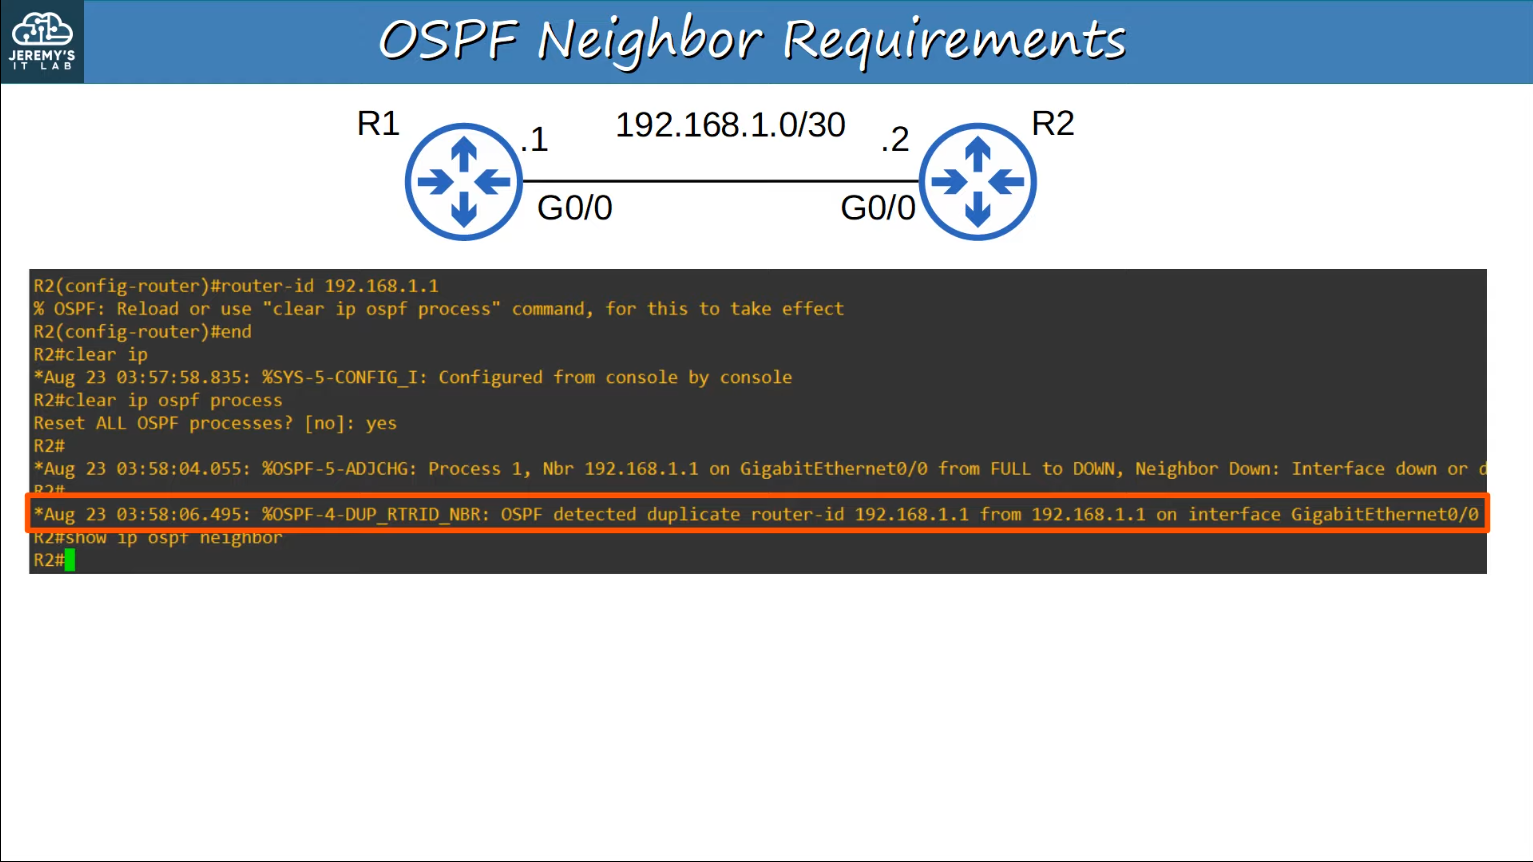 JEREMY'S
IT LAB
OSPF Neighbor Requirements
R1
.1
192.168.1.0/30
.2
R2
G0/0
G0/0
R2(config-router)#router-id 192.168.1.1
% OSPF: Reload or use "clear ip ospf process" command, for this to take effect
R2(config-router)#end
R2#clear ip
*Aug 23 03:57:58.835: %SYS-5-CONFIG_I: Configured from console by console
R2#clear ip ospf process
Reset ALL OSPF processes? [no]: yes
R2#
*Aug 23 03:58:04.055: %OSPF-5-ADJCHG: Process 1, Nbr 192.168.1.1 on GigabitEthernet0/0 from FULL to DOWN, Neighbor Down: Interface down or d
R2#
*Aug 23 03:58:06.495: %OSPF-4-DUP_RTRID_NBR: OSPF detected duplicate router-id 192.168.1.1 from 192.168.1.1 on interface GigabitEthernet0/0
R2#show ip ospf neighbor
R2#